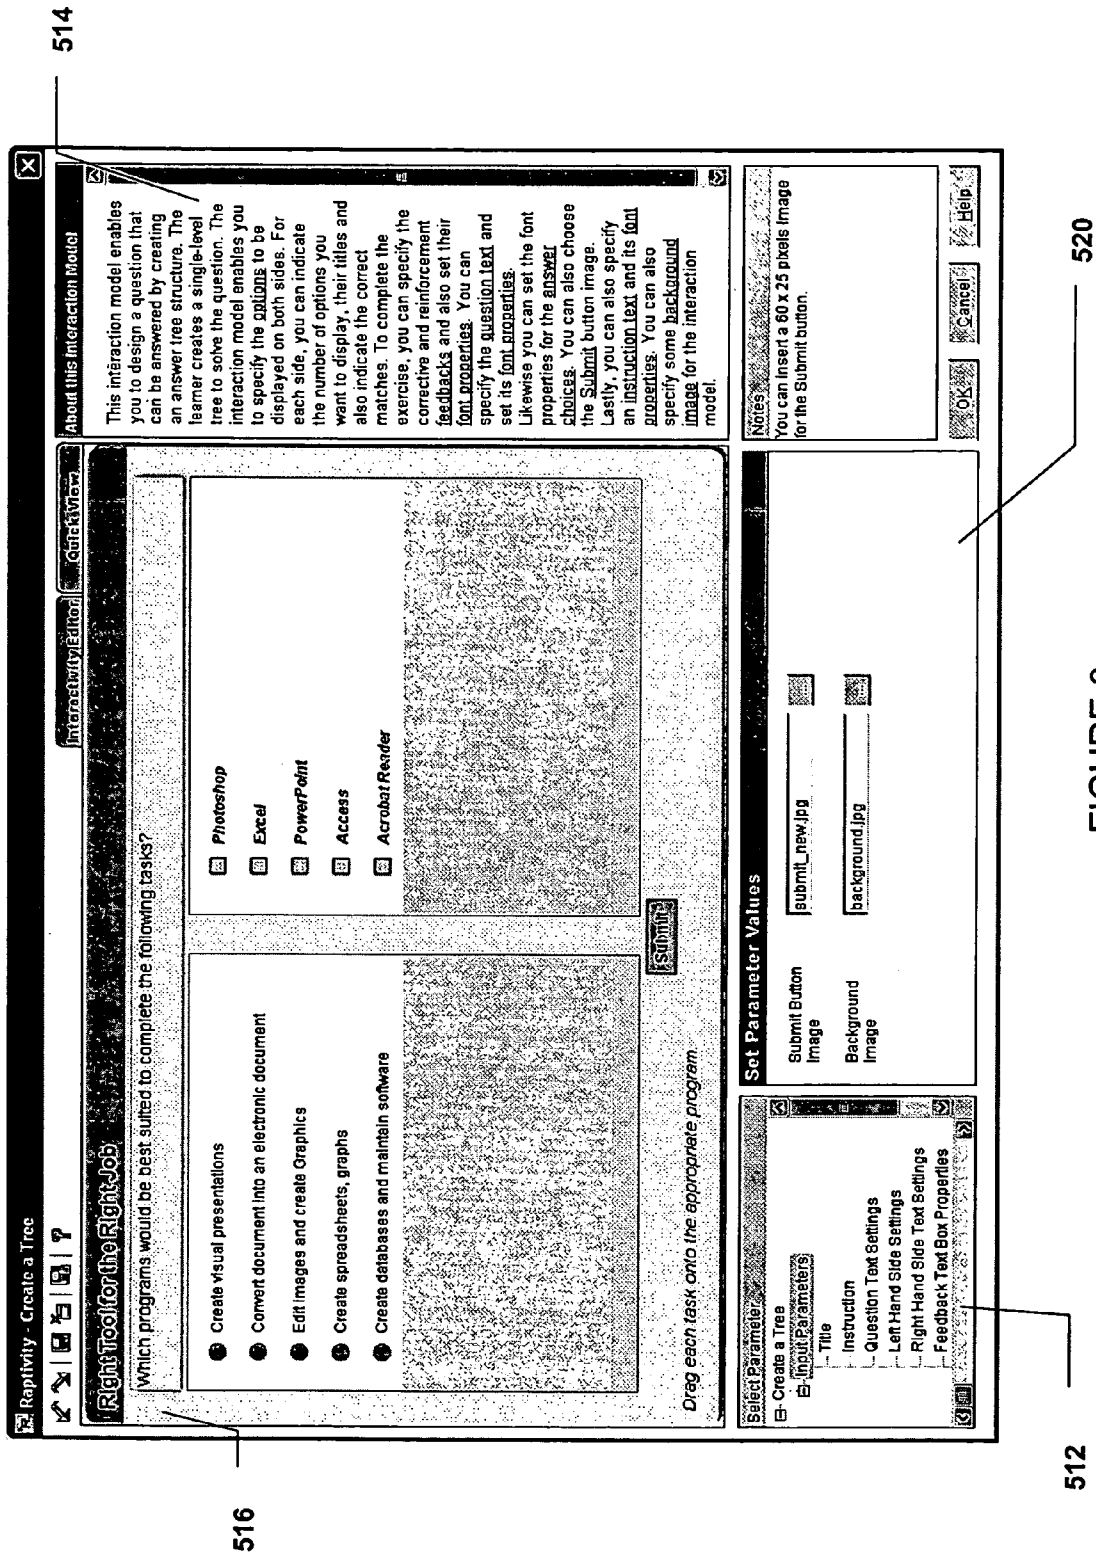 Raptivity - Create a Tree
?
Interactivity Editor
QuickView
Right Tool for the Right Job
Which programs would be best suited to complete the following tasks?
Create visual presentations
Convert document into an electronic document
Edit images and create Graphics
Create spreadsheets, graphs
Create databases and maintain software
Photoshop
Excel
PowerPoint
Access
Acrobat Reader
Submit
Drag each task onto the appropriate program.
About this Interaction Model
This interaction model enables
you to design a question that
can be answered by creating
an answer tree structure. The
learner creates a single-level
tree to solve the question. The
interaction model enables you
to specify the options to be
displayed on both sides. For
each side, you can indicate
the number of options you
want to display, their titles and
also indicate the correct
matches. To complete the
exercise, you can specify the
corrective and reinforcement
feedbacks and also set their
font properties. You can
specify the question text and
set its font properties.
Likewise you can set the font
properties for the answer
choices. You can also choose
the Submit button image.
Lastly, you can also specify
an instruction text and its font
properties. You can also
specify some background
image for the interaction
model.
Select Parameter
Create a Tree
Input Parameters
Title
Instruction
Question Text Settings
Left Hand Side Settings
Right Hand Side Text Settings
Feedback Text Box Properties
Set Parameter Values
Submit Button
Image
submit_new.jpg
Background
Image
background.jpg
Notes
You can insert a 60 x 25 pixels image
for the Submit button.
OK
Cancel
Help
514
516
512
520